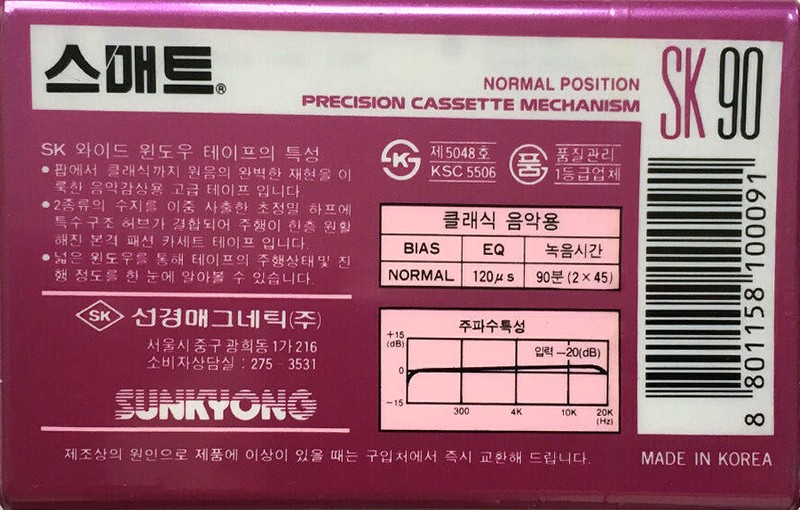 스매트®
NORMAL POSITION
PRECISION CASSETTE MECHANISM
SK 90
SK 와이드 윈도우 테이프의 특성
● 팝에서 클래식까지 원음의 완벽한 재현을 이
룩한 음악감상용 고급 테이프 입니다
● 2종류의 수지를 이중 사출한 초정밀 하프에
특수구조 허브가 결합되어 주행이 한층 원활
해진 본격 패션 카세트 테이프 입니다.
● 넓은 윈도우를 통해 테이프의 주행상태및 진
행 정도를 한 눈에 알아볼 수 있습니다.
SK 선경매그네틱(주)
서울시중구 광희동1가216
소비자상담실 : 275-3531
SUNKYONG
K 제5048호
KSC 5506
품 품질관리
1등급업체
클래식 음악용
BIAS EQ 녹음시간
NORMAL 120μs 90분(2×45)
주파수특성
+15
(dB)
입력 -20(dB)
0
-15
300 4K 10K 20K
(Hz)
8 801158 100091
제조상의 원인으로 제품에 이상이 있을 때는 구입처에서 즉시 교환해 드립니다.
MADE IN KOREA